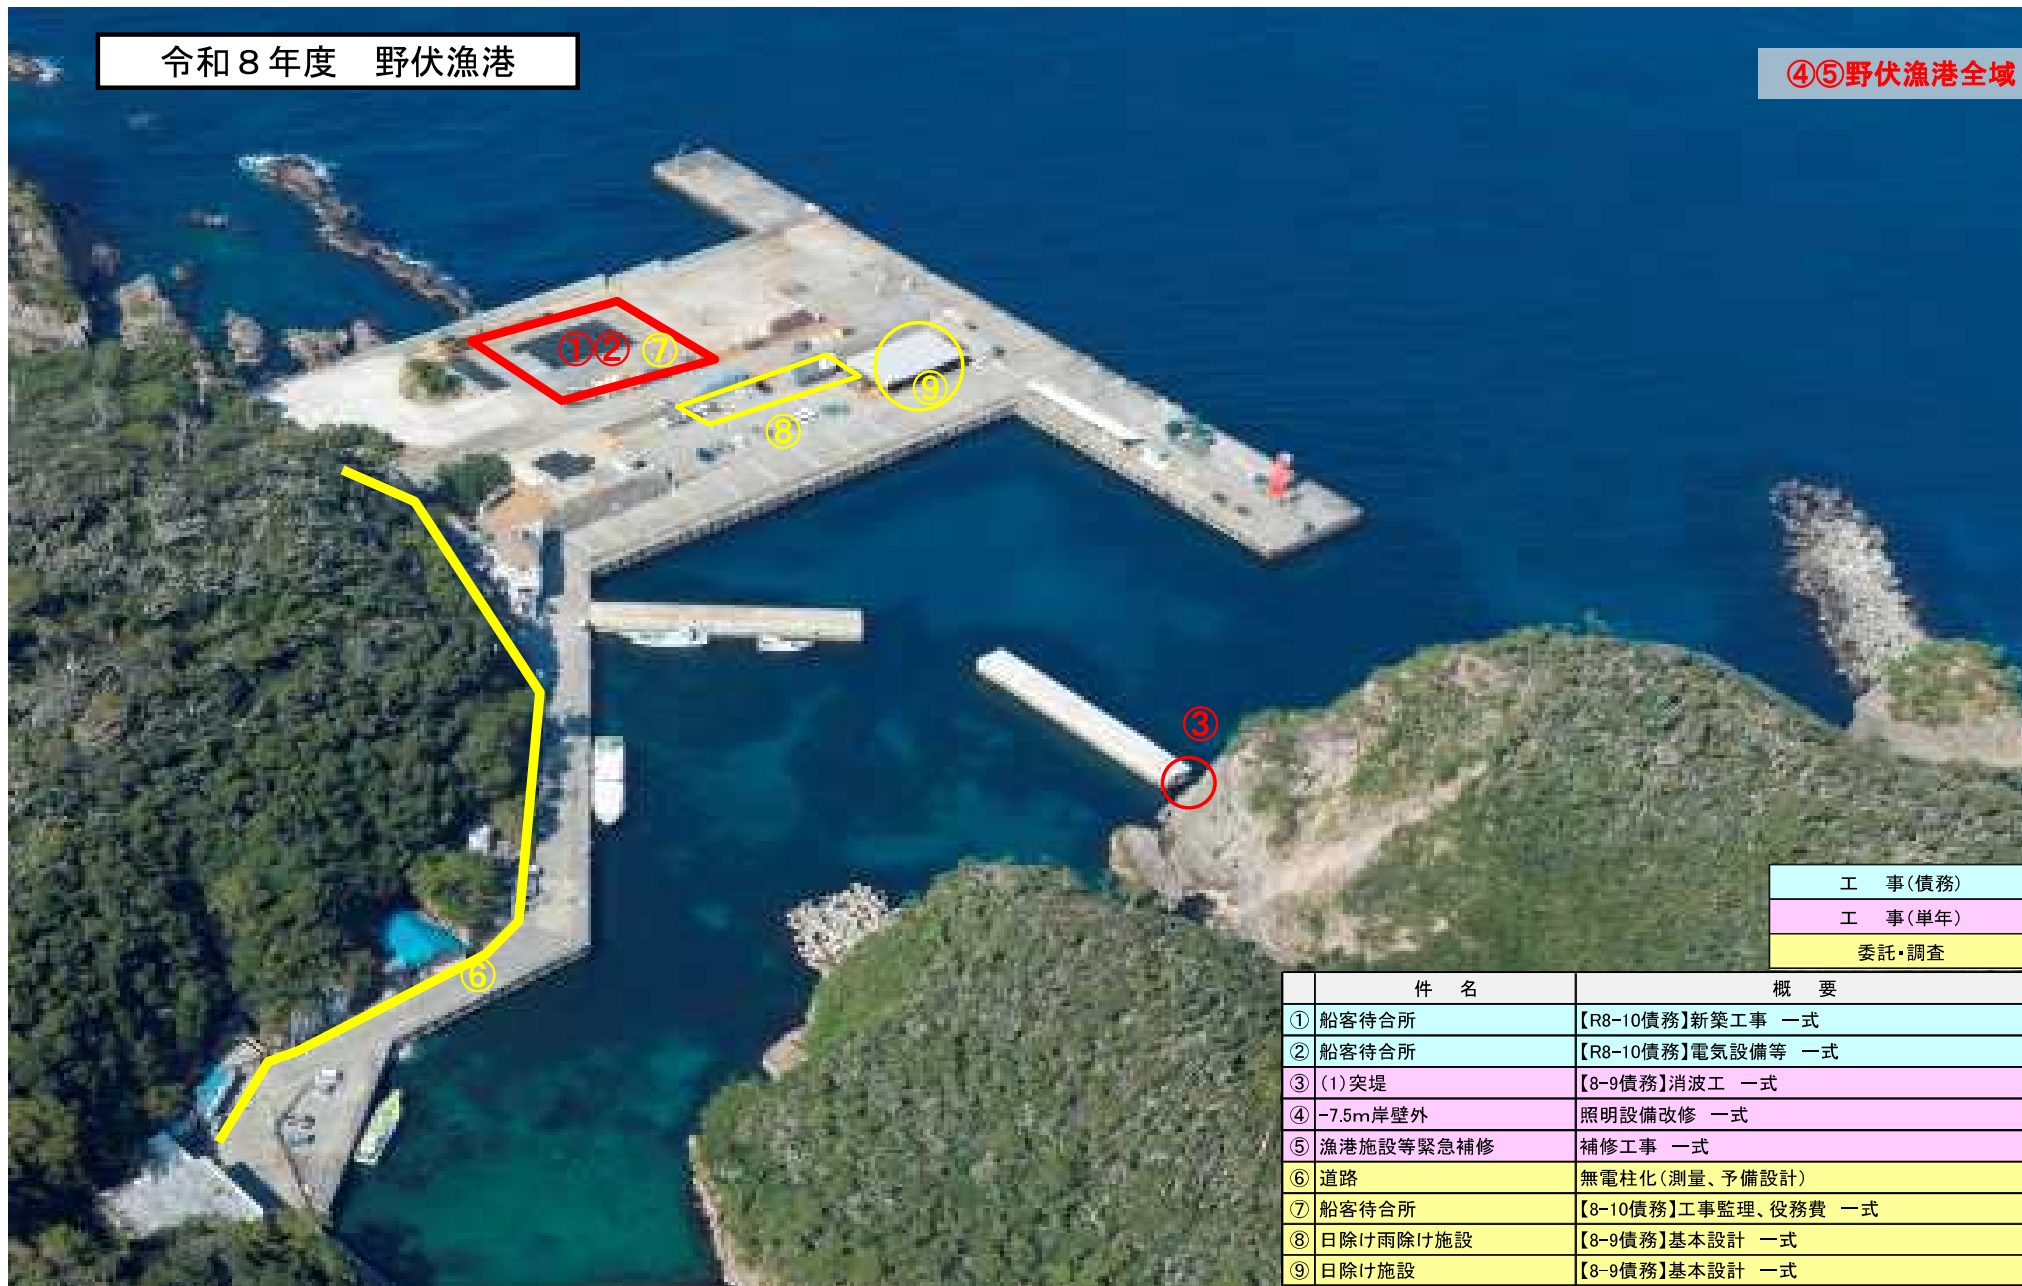 令和８年度　野伏漁港
④⑤野伏漁港全域
①② ⑦
⑨
⑧
③
⑥
工　事(債務)
工　事(単年)
委託・調査
件　名　概　要
① 船客待合所 【R8-10債務】新築工事　一式
② 船客待合所 【R8-10債務】電気設備等　一式
③ (1)突堤 【8-9債務】消波工　一式
④ -7.5m岸壁外 照明設備改修　一式
⑤ 漁港施設等緊急補修 補修工事　一式
⑥ 道路 無電柱化(測量、予備設計)
⑦ 船客待合所 【8-10債務】工事監理、役務費　一式
⑧ 日除け雨除け施設 【8-9債務】基本設計　一式
⑨ 日除け施設 【8-9債務】基本設計　一式